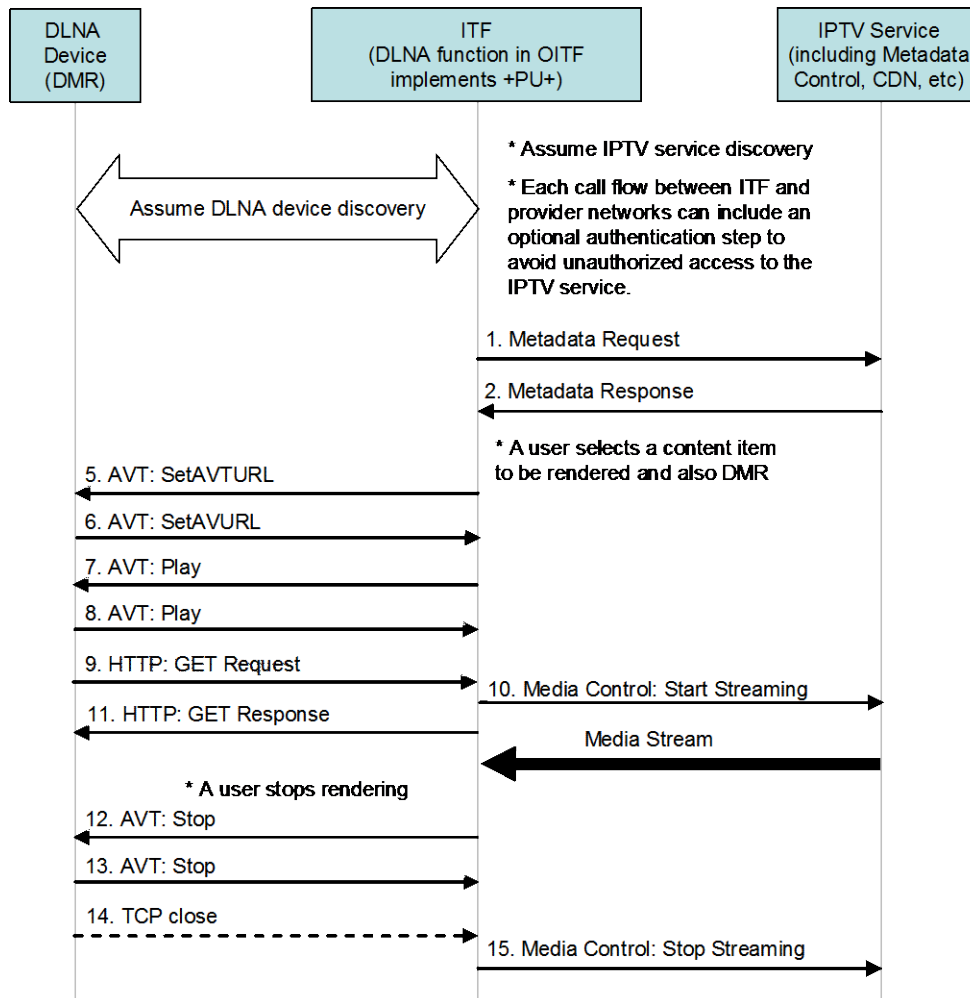 DLNA
Device
(DMR)
ITF
(DLNA function in OITF
implements +PU+)
IPTV Service
(including Metadata
Control, CDN, etc)
* Assume IPTV service discovery
* Each call flow between ITF and
provider networks can include an
optional authentication step to
avoid unauthorized access to the
IPTV service.
Assume DLNA device discovery
1. Metadata Request
2. Metadata Response
* A user selects a content item
to be rendered and also DMR
5. AVT: SetAVTURL
6. AVT: SetAVURL
7. AVT: Play
8. AVT: Play
9. HTTP: GET Request
10. Media Control: Start Streaming
11. HTTP: GET Response
Media Stream
* A user stops rendering
12. AVT: Stop
13. AVT: Stop
14. TCP close
15. Media Control: Stop Streaming